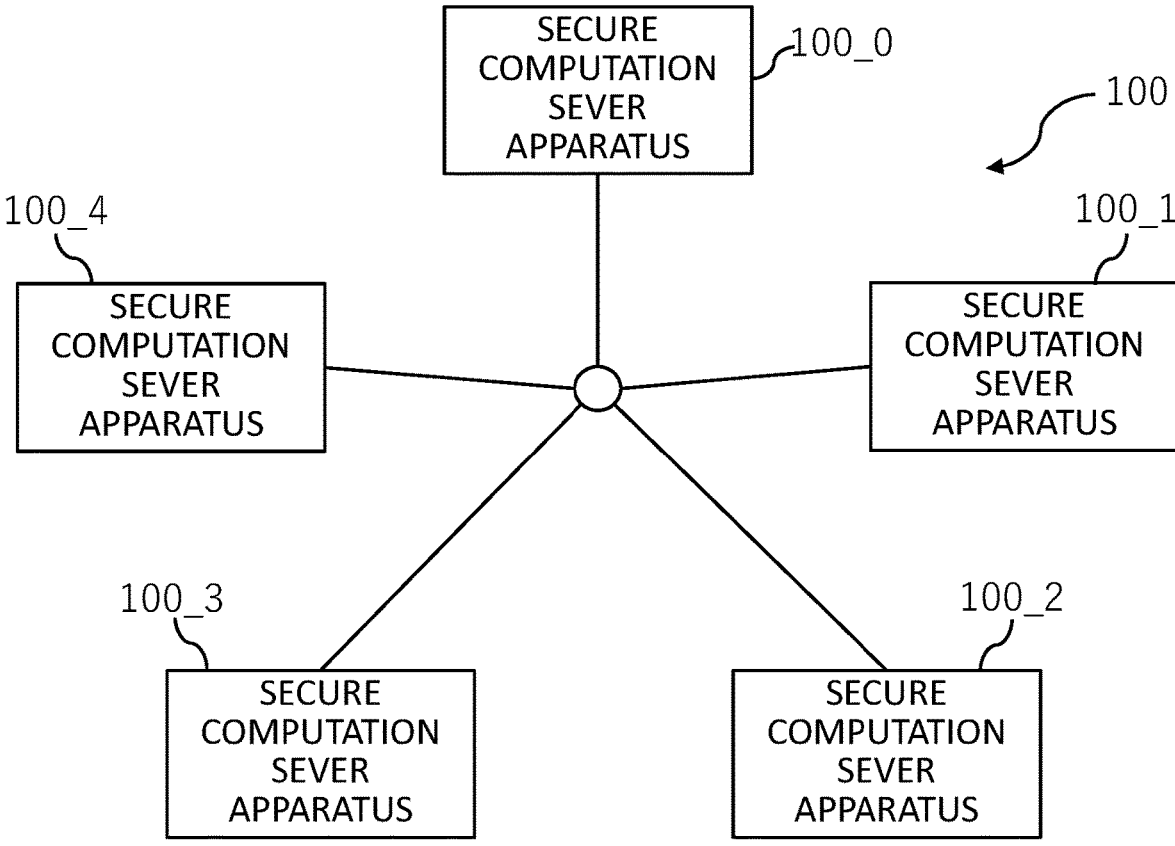 SECURE
COMPUTATION
SEVER
APPARATUS
100_0
100
100_4
SECURE
COMPUTATION
SEVER
APPARATUS
100_1
SECURE
COMPUTATION
SEVER
APPARATUS
100_3
SECURE
COMPUTATION
SEVER
APPARATUS
100_2
SECURE
COMPUTATION
SEVER
APPARATUS